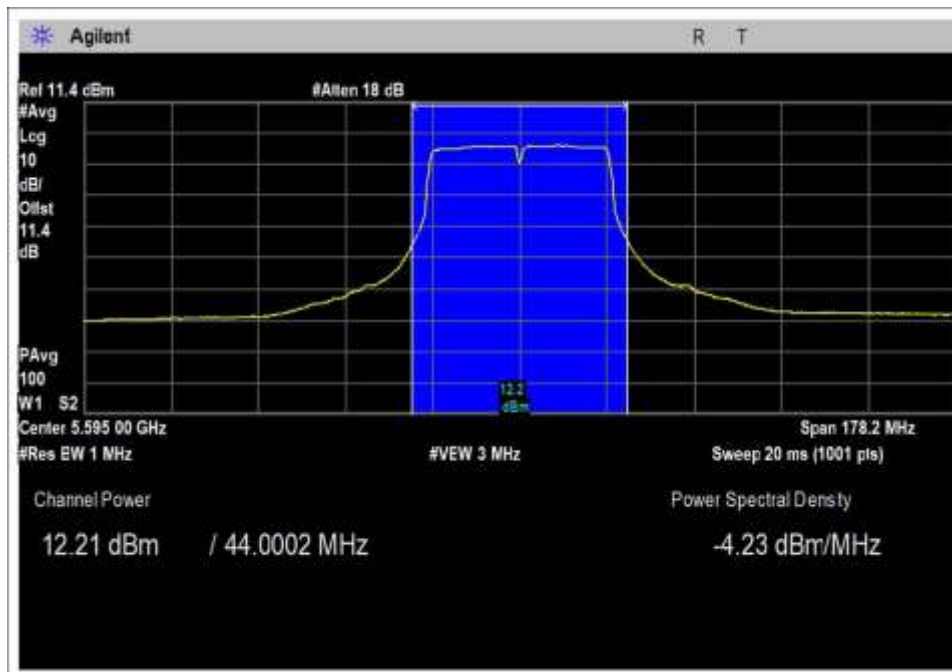 Agilent
R T
Ref 11.4 dBm #Atten 18 dB
#Avg
Log
10
dB/
Offst
11.4
dB
PAvg
100
W1 S2
12.2
dBm
Center 5.595 00 GHz Span 178.2 MHz
#Res BW 1 MHz #VBW 3 MHz Sweep 20 ms (1001 pts)
Channel Power Power Spectral Density
12.21 dBm / 44.0002 MHz -4.23 dBm/MHz